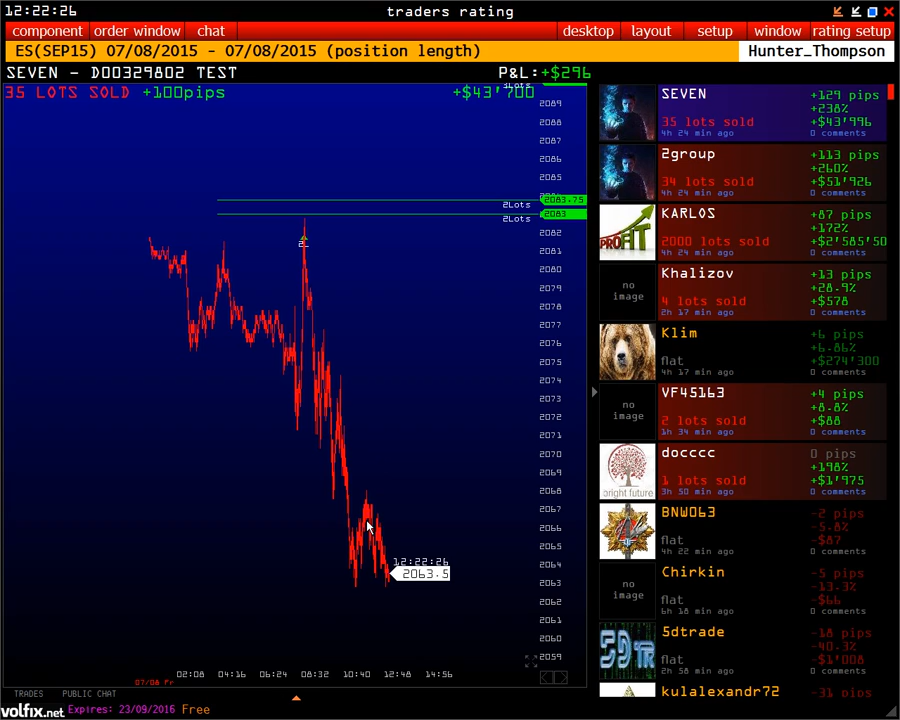 12:22:26
traders rating
component
order window
chat
desktop
layout
setup
window
rating setup
ES(SEP15) 07/08/2015 - 07/08/2015 (position length)
Hunter_Thompson
SEVEN - D00329802 TEST
P&L:+$296
35 LOTS SOLD +100pips
+$43'700
2089
2088
2087
2086
2085
2083.75
2Lots
2083
2Lots
2082
2081
2080
2079
2078
2077
2076
2075
2074
2073
2072
2071
2070
2069
2068
2067
2066
2065
2064
2063
2062
2061
2060
2059
2L
12:22:26
2063.5
02:08 04:16 06:24 08:32 10:40 12:48 14:56
07/08 Fr
SEVEN
+129 pips
+238%
35 lots sold
+$43'996
4h 24 min ago
0 comments
2group
+113 pips
+260%
34 lots sold
+$51'926
4h 24 min ago
0 comments
PROFIT
KARLOS
+87 pips
+172%
2000 lots sold
+$2'585'50
4h 24 min ago
0 comments
no image
Khalizov
+13 pips
+28.9%
4 lots sold
+$578
2h 17 min ago
0 comments
Klim
+6 pips
+6.86%
flat
+$274'300
4h 17 min ago
0 comments
no image
VF45163
+4 pips
+8.8%
2 lots sold
+$88
1h 34 min ago
0 comments
bright future
docccc
0 pips
+198%
1 lots sold
+$1'975
3h 50 min ago
0 comments
BNW063
-2 pips
-5.8%
flat
-$87
4h 22 min ago
0 comments
no image
Chirkin
-5 pips
-13.3%
flat
-$66
6h 18 min ago
0 comments
5dtrade
-18 pips
-40.3%
flat
-$1'008
2h 58 min ago
0 comments
kulalexandr72
-31 pips
TRADES
PUBLIC CHAT
volfix.net
Expires: 23/09/2016
Free